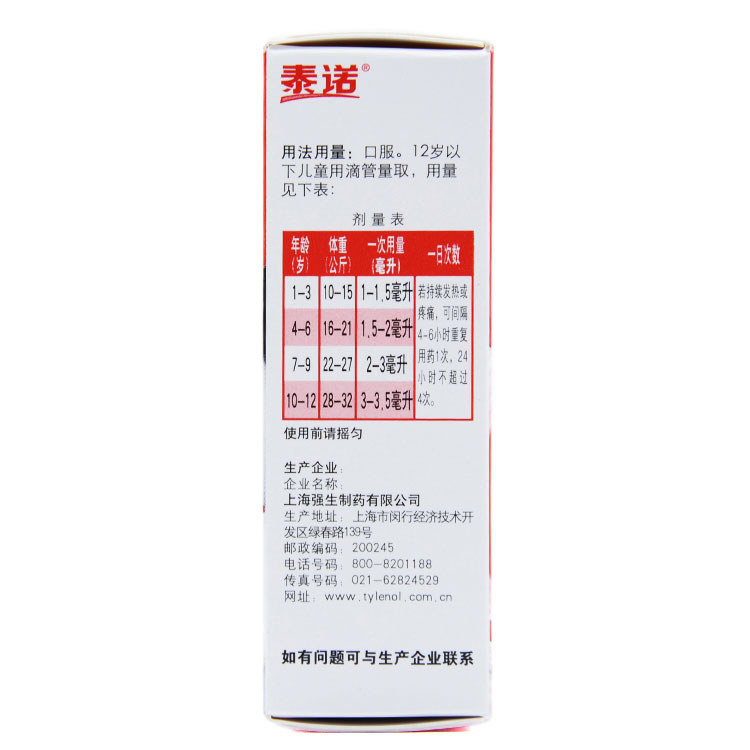 泰诺®
用法用量：口服。12岁以
下儿童用滴管量取，用量
见下表：
剂量表
年龄(岁) 体重(公斤) 一次用量(毫升) 一日次数
1-3 10-15 1-1.5毫升
4-6 16-21 1.5-2毫升
7-9 22-27 2-3毫升
10-12 28-32 3-3.5毫升
若持续发热或
疼痛，可间隔
4-6小时重复
用药1次，24
小时不超过
4次。
使用前请摇匀
生产企业：
企业名称：
上海强生制药有限公司
生产地址：上海市闵行经济技术开
发区绿春路139号
邮政编码：200245
电话号码：800-8201188
传真号码：021-62824529
网址：www.tylenol.com.cn
如有问题可与生产企业联系